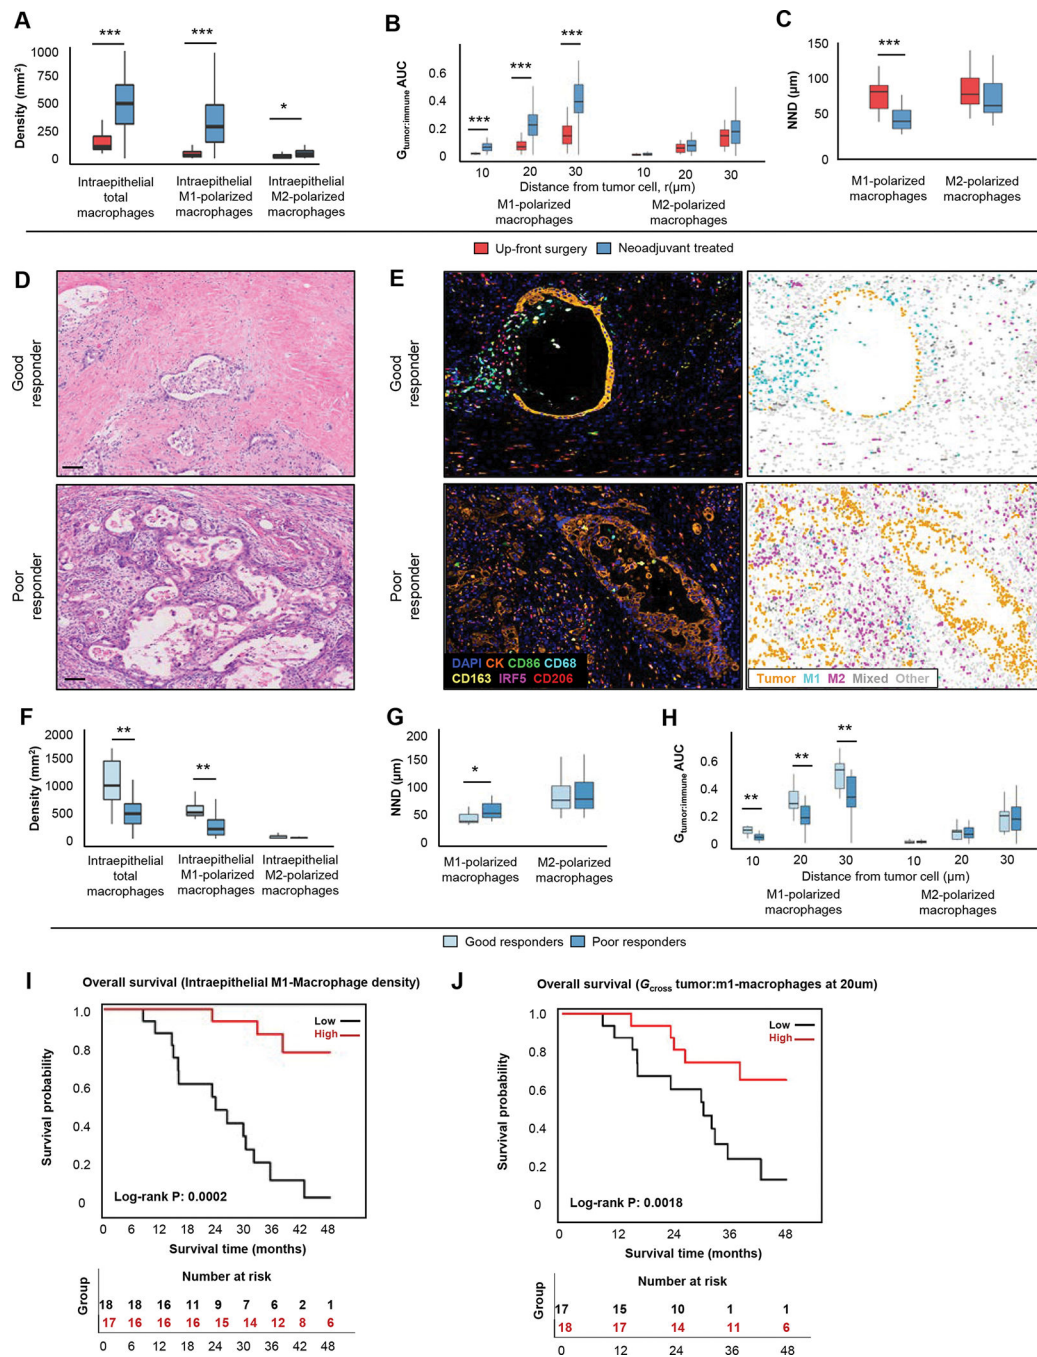 A
Density (mm²)
1000
750
500
250
0
***
***
*
Intraepithelial
total
macrophages
Intraepithelial
M1-polarized
macrophages
Intraepithelial
M2-polarized
macrophages
B
Gtumor:immune AUC
0.6
0.4
0.2
0
***
***
***
10 20 30 10 20 30
Distance from tumor cell, r(µm)
M1-polarized
macrophages
M2-polarized
macrophages
C
NND (µm)
150
100
50
0
***
M1-polarized
macrophages
M2-polarized
macrophages
Up-front surgery Neoadjuvant treated
D
Good
responder
Poor
responder
E
Good
responder
Poor
responder
DAPI CK CD86 CD68
CD163 IRF5 CD206
Tumor M1 M2 Mixed Other
F
Density (mm²)
2000
1500
1000
500
0
**
**
Intraepithelial
total
macrophages
Intraepithelial
M1-polarized
macrophages
Intraepithelial
M2-polarized
macrophages
G
NND (µm)
200
150
100
50
0
*
M1-polarized
macrophages
M2-polarized
macrophages
H
Gtumor:immune AUC
0.6
0.4
0.2
0
**
**
**
10 20 30 10 20 30
Distance from tumor cell (µm)
M1-polarized
macrophages
M2-polarized
macrophages
Good responders Poor responders
I
Overall survival (Intraepithelial M1-Macrophage density)
Survival probability
1.0
0.8
0.6
0.4
0.2
0
Low
High
Log-rank P: 0.0002
0 6 12 18 24 30 36 42 48
Survival time (months)
Number at risk
Group
18 18 16 11 9 7 6 2 1
17 16 16 16 15 14 12 8 6
0 6 12 18 24 30 36 42 48
J
Overall survival (Gcross tumor:m1-macrophages at 20um)
Survival probability
1.0
0.8
0.6
0.4
0.2
0
Low
High
Log-rank P: 0.0018
0 12 24 36 48
Survival time (months)
Number at risk
Group
17 15 10 1 1
18 17 14 11 6
0 12 24 36 48